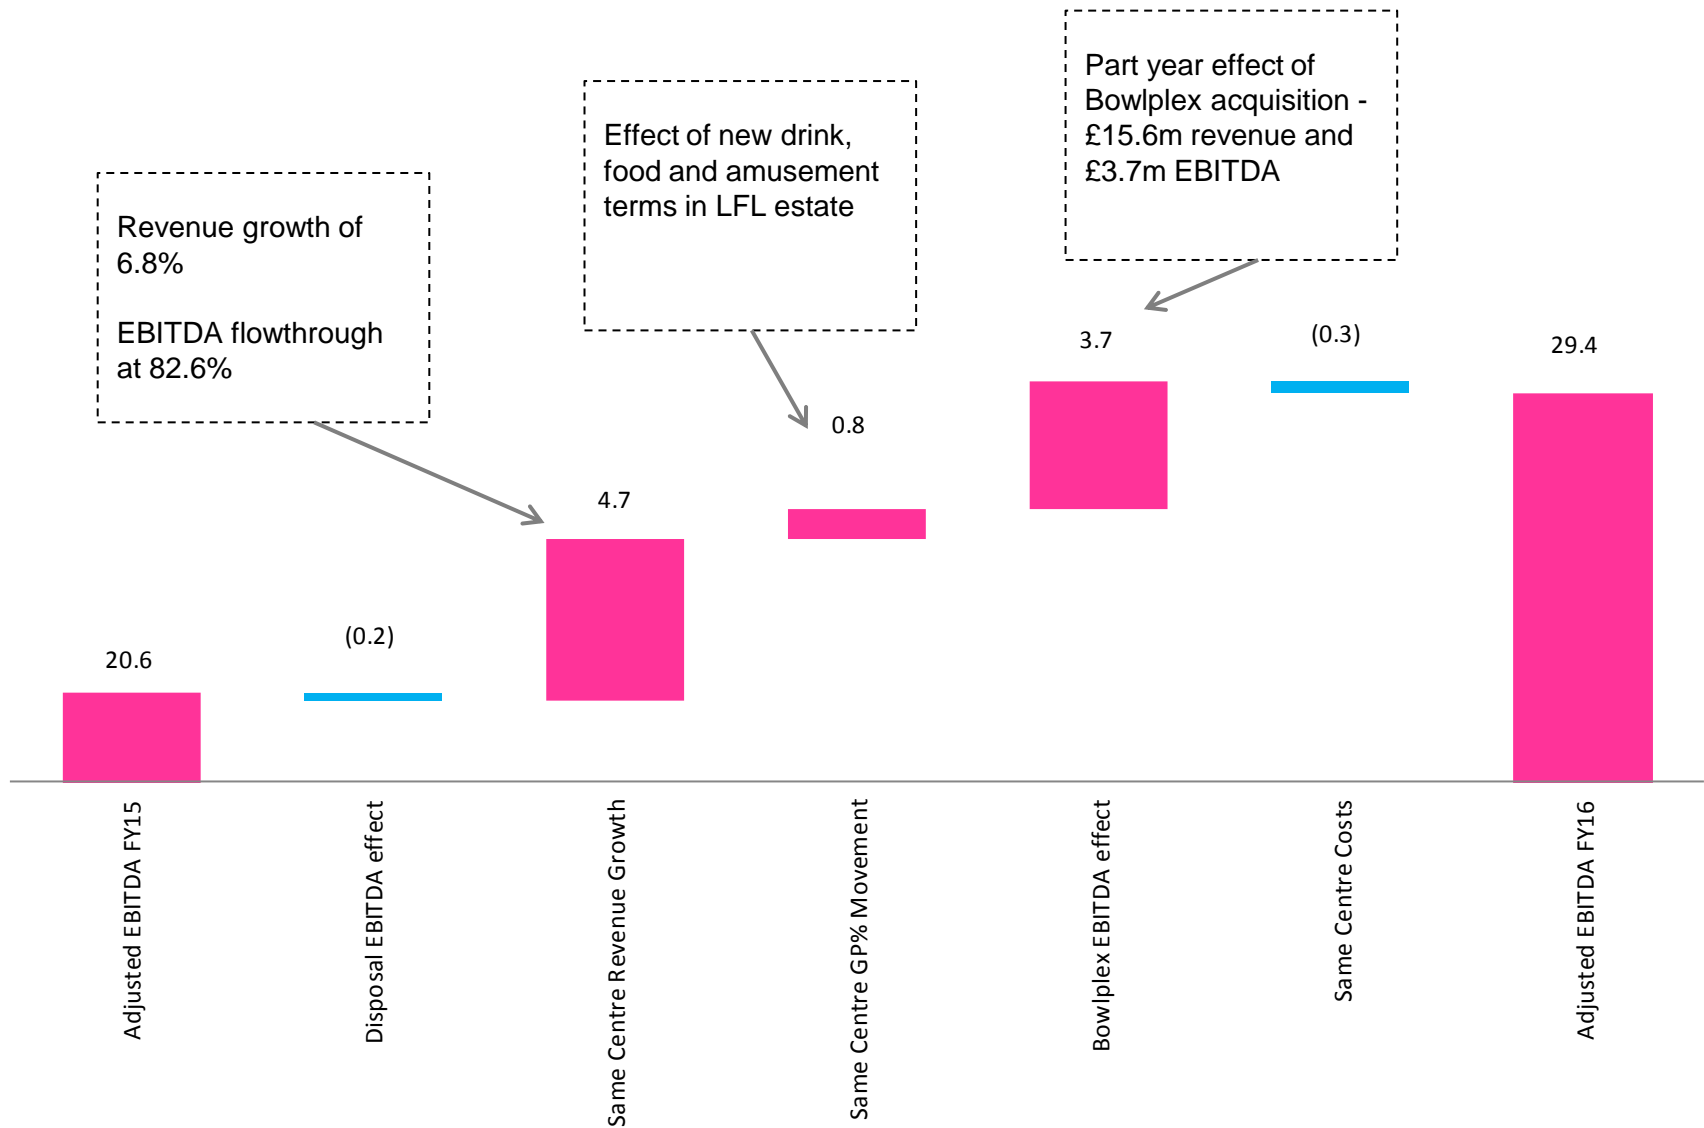 Revenue growth of
6.8%
EBITDA flowthrough
at 82.6%
Effect of new drink,
food and amusement
terms in LFL estate
Part year effect of
Bowlplex acquisition -
£15.6m revenue and
£3.7m EBITDA
20.6
(0.2)
4.7
0.8
3.7
(0.3)
29.4
Adjusted EBITDA FY15
Disposal EBITDA effect
Same Centre Revenue Growth
Same Centre GP% Movement
Bowlplex EBITDA effect
Same Centre Costs
Adjusted EBITDA FY16